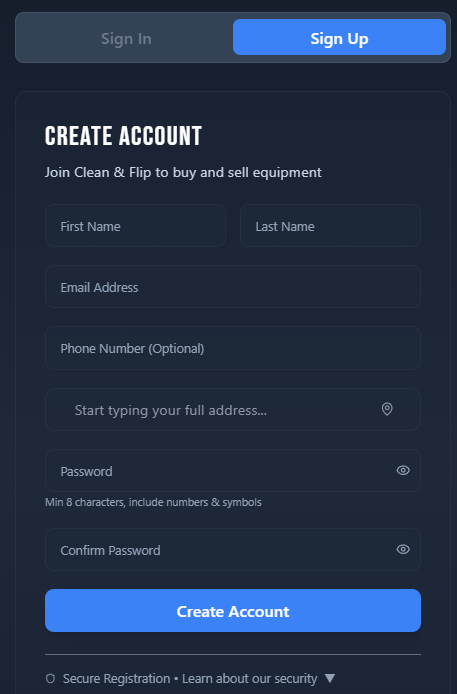 Sign In Sign Up
CREATE ACCOUNT
Join Clean & Flip to buy and sell equipment
First Name Last Name
Email Address
Phone Number (Optional)
Start typing your full address...
Password
Min 8 characters, include numbers & symbols
Confirm Password
Create Account
Secure Registration • Learn about our security ▼